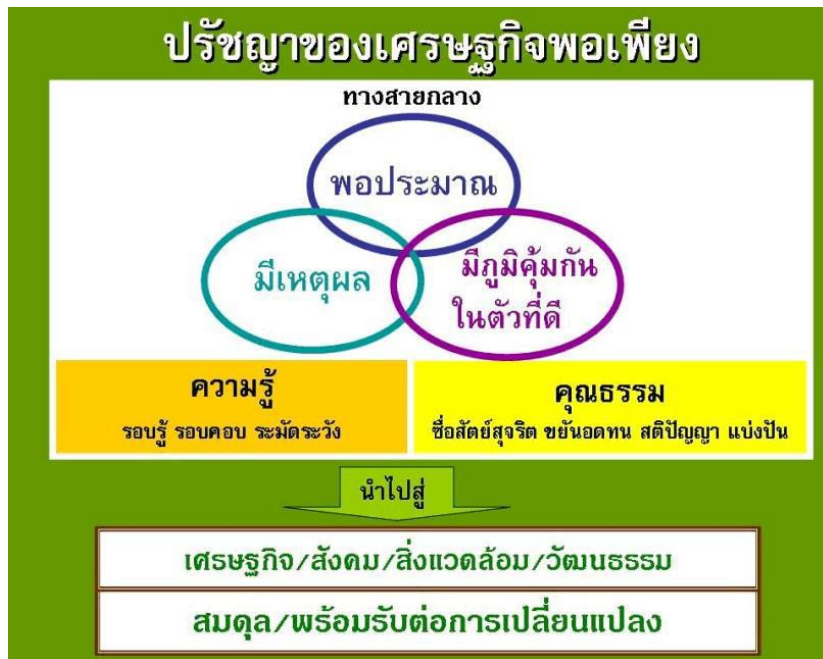 ปรัชญาของเศรษฐกิจพอเพียง
ทางสายกลาง
พอประมาณ
มีเหตุผล
มีภูมิคุ้มกัน
ในตัวที่ดี
ความรู้
รอบรู้ รอบคอบ ระมัดระวัง
คุณธรรม
ซื่อสัตย์สุจริต ขยันอดทน สติปัญญา แบ่งปัน
นำไปสู่
เศรษฐกิจ/สังคม/สิ่งแวดล้อม/วัฒนธรรม
สมดุล/พร้อมรับต่อการเปลี่ยนแปลง